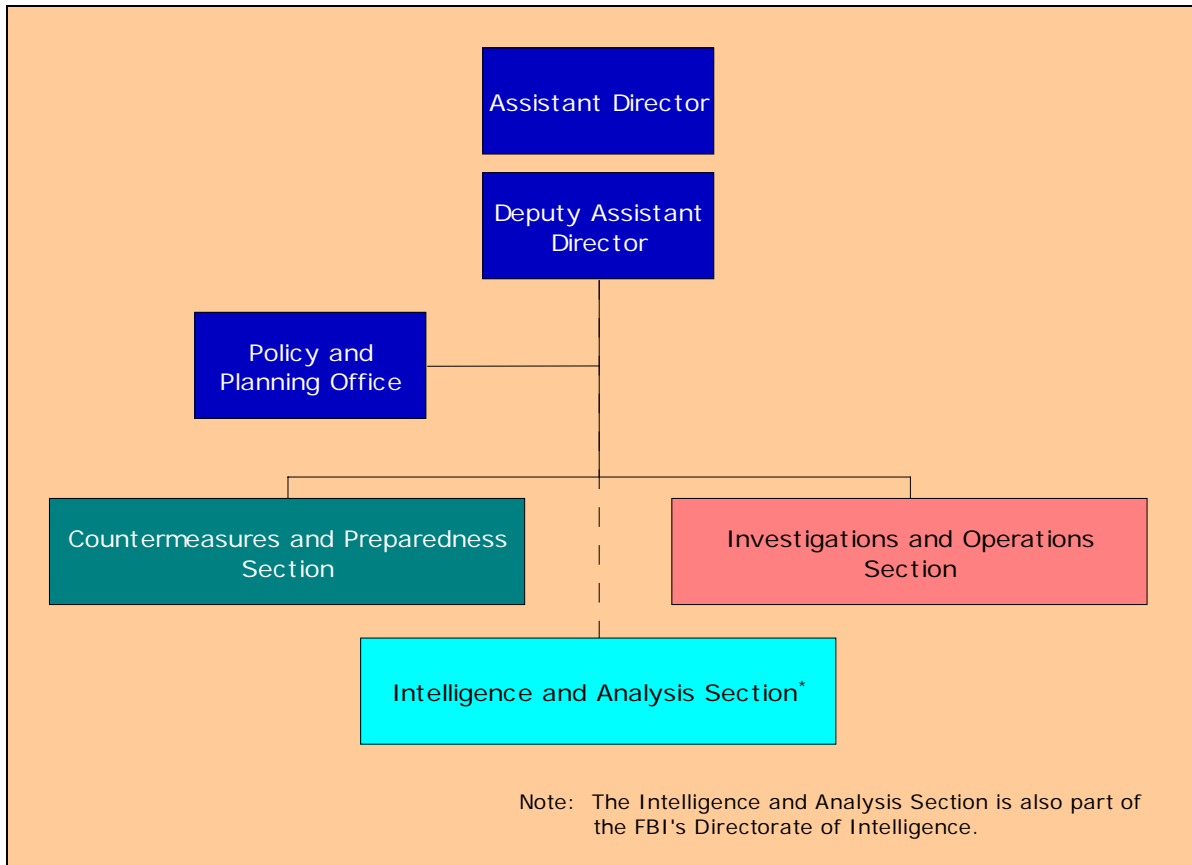 Assistant Director
Deputy Assistant
Director
Policy and
Planning Office
Countermeasures and Preparedness
Section
Investigations and Operations
Section
Intelligence and Analysis Section*
Note: The Intelligence and Analysis Section is also part of
the FBI's Directorate of Intelligence.